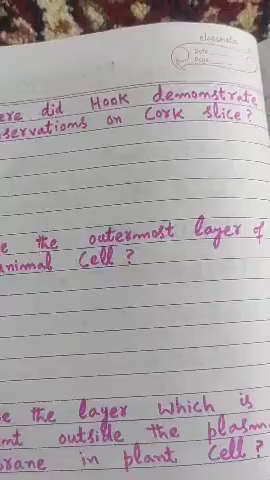 classmate
Date
Page
ere did Hook demonstrate
servations on Cork slice?
e the outermost layer of
animal Cell?
e the layer which is
nt outside the plasm
brane in plant Cell?